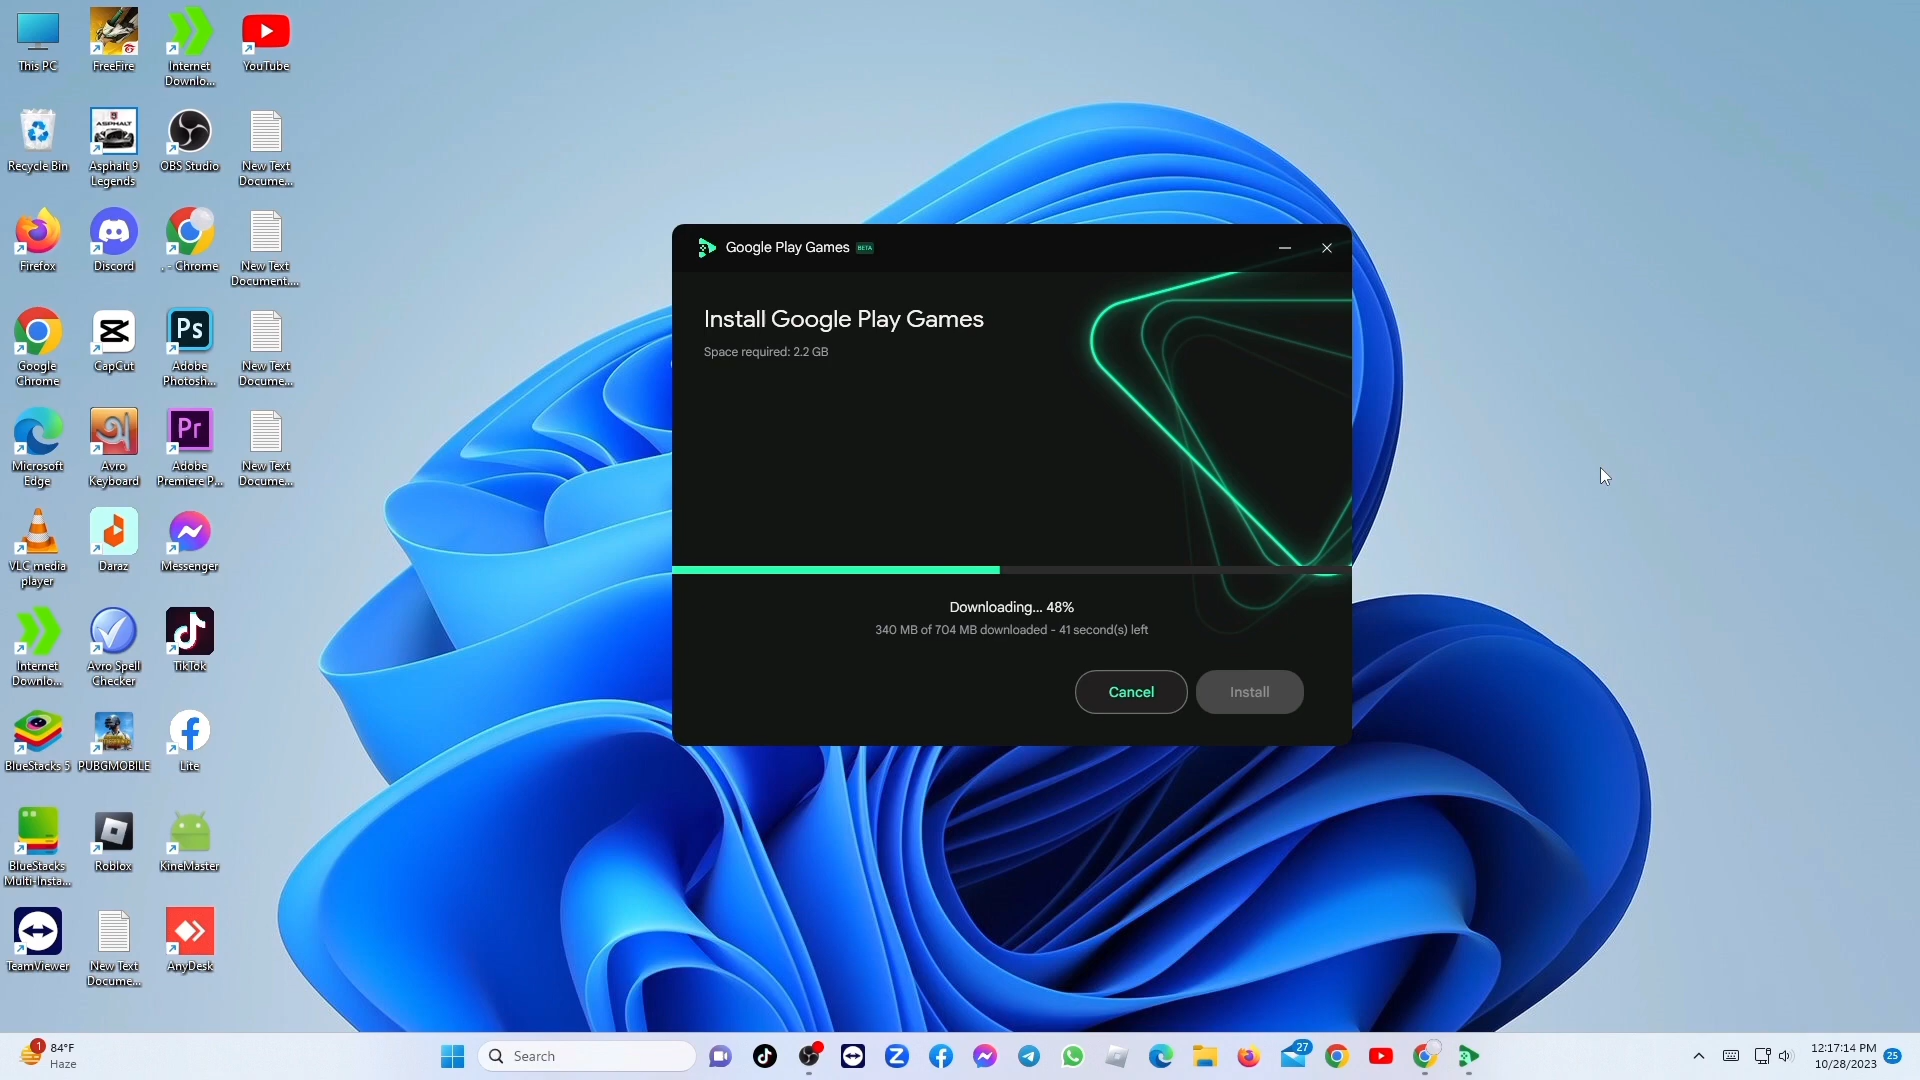 This PC
FreeFire
Internet
Downlo...
YouTube
Recycle Bin
ASPHALT
Asphalt 9
Legends
OBS Studio
New Text
Docume...
Firefox
Discord
. - Chrome
New Text
Document....
Google
Chrome
CapCut
Ps
Adobe
Photosh...
New Text
Docume...
Microsoft
Edge
অ
Avro
Keyboard
Pr
Adobe
Premiere P...
New Text
Docume...
VLC media
player
Daraz
Messenger
Internet
Downlo...
Avro Spell
Checker
TikTok
BlueStacks 5
PUBGMOBILE
Lite
BlueStacks
Multi-Insta...
Roblox
KineMaster
TeamViewer
New Text
Docume...
AnyDesk
Google Play Games BETA
Install Google Play Games
Space required: 2.2 GB
Downloading... 48%
340 MB of 704 MB downloaded - 41 second(s) left
Cancel
Install
1
84°F
Haze
Search
Z
27
12:17:14 PM
10/28/2023
25